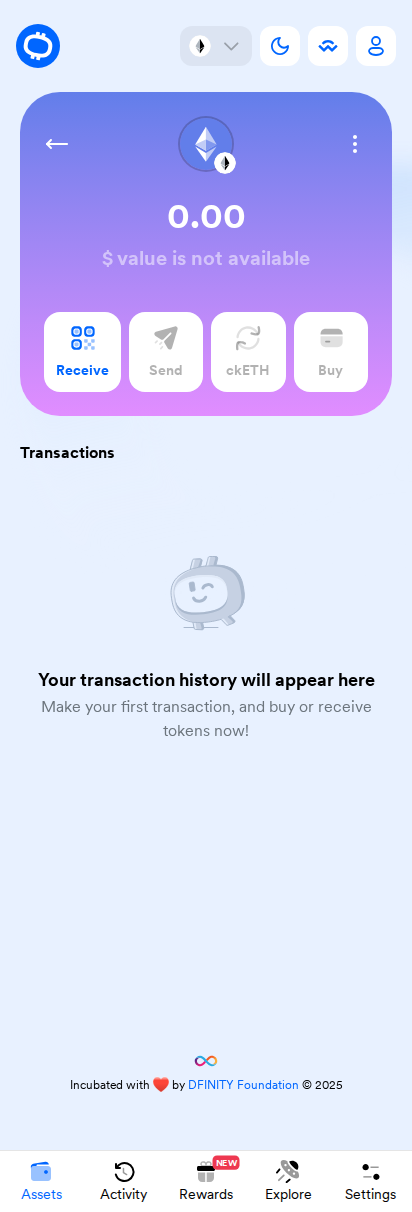 0.00
$ value is not available
Receive
Send
ckETH
Buy
Transactions
Your transaction history will appear here
Make your first transaction, and buy or receive
tokens now!
Incubated with ❤️ by DFINITY Foundation © 2025
NEW
Assets
Activity
Rewards
Explore
Settings